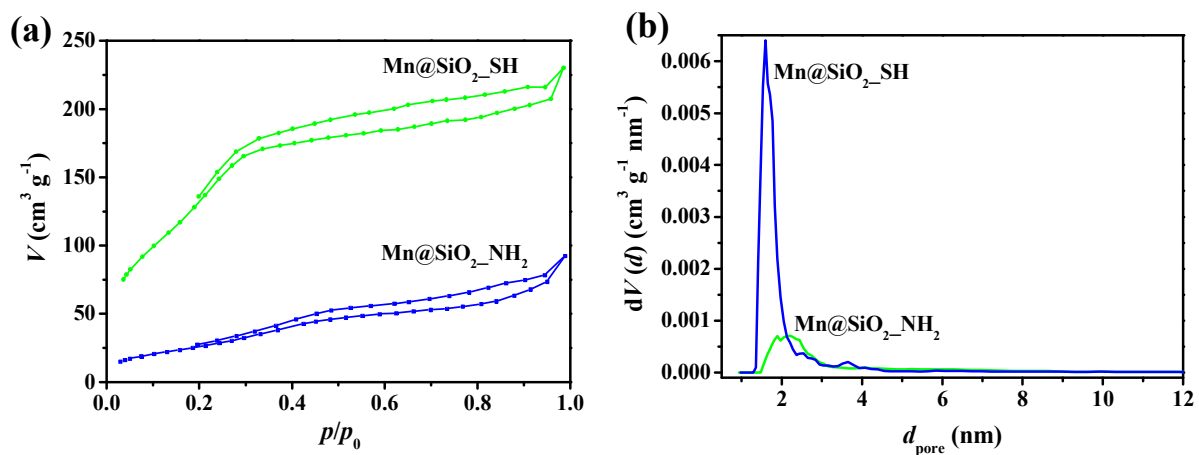 (a)
250
200
150
100
50
0
V (cm³ g⁻¹)
Mn@SiO₂_SH
Mn@SiO₂_NH₂
0.0 0.2 0.4 0.6 0.8 1.0
p/p₀
(b)
0.006
0.005
0.004
0.003
0.002
0.001
0.000
dV (d) (cm³ g⁻¹ nm⁻¹)
Mn@SiO₂_SH
Mn@SiO₂_NH₂
2 4 6 8 10 12
d_pore (nm)